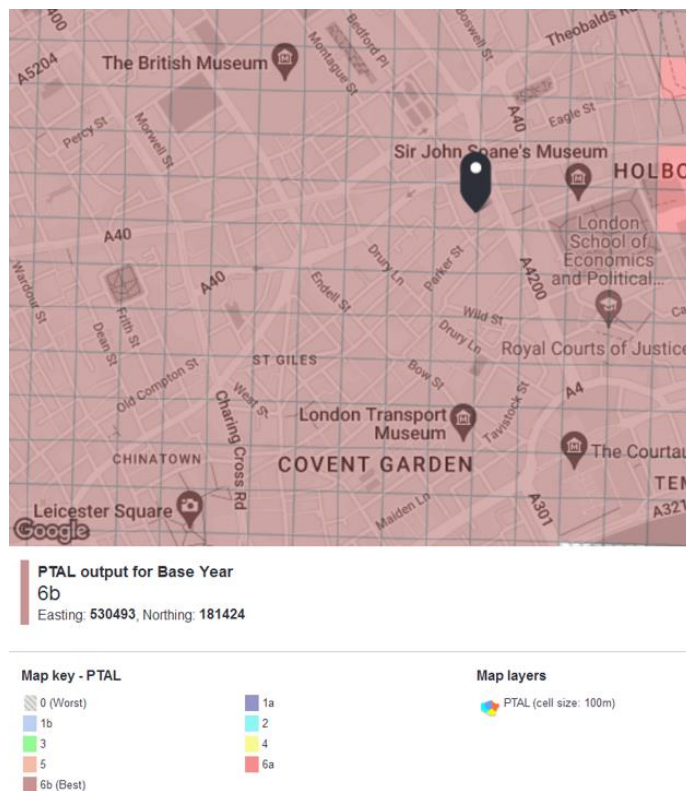 400
A5204
The British Museum
Bedford Pl
Montague St
Boswell St
Theobalds R
A40
Eagle St
Percy St
Morwell St
Sir John Soane's Museum
HOLBO
London
School of
Economics
and Political...
A40
Drury Ln
Parker St
A4200
A40
Endell St
Wardour St
Frith St
Dean St
Wild St
Drury Ln
Ca
Royal Courts of Justice
ST GILES
Old Compton St
West St
Bow St
A4
Charing Cross Rd
London Transport
Museum
Tavistock St
CHINATOWN
COVENT GARDEN
The Courtau
TEM
A321
A301
Leicester Square
Maiden Ln
Google
PTAL output for Base Year
6b
Easting: 530493, Northing: 181424
Map key - PTAL
Map layers
0 (Worst)
1a
PTAL (cell size: 100m)
1b
2
3
4
5
6a
6b (Best)